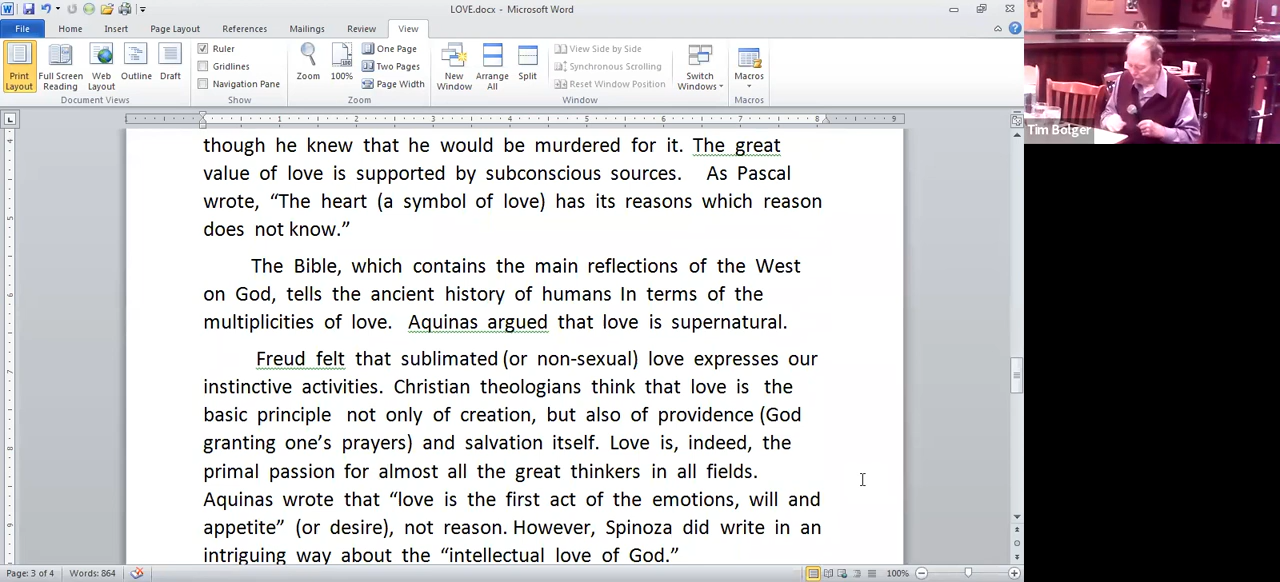 LOVE.docx - Microsoft Word
File Home Insert Page Layout References Mailings Review View
Print Layout
Full Screen Reading
Web Layout
Outline
Draft
Document Views
Ruler
Gridlines
Navigation Pane
Show
Zoom
100%
One Page
Two Pages
Page Width
Zoom
New Window
Arrange All
Split
View Side by Side
Synchronous Scrolling
Reset Window Position
Window
Switch Windows
Macros
Macros
Tim Bolger
1 2 3 4 5 6 7 8 9
though he knew that he would be murdered for it. The great
value of love is supported by subconscious sources. As Pascal
wrote, “The heart (a symbol of love) has its reasons which reason
does not know.”
The Bible, which contains the main reflections of the West
on God, tells the ancient history of humans In terms of the
multiplicities of love. Aquinas argued that love is supernatural.
Freud felt that sublimated (or non-sexual) love expresses our
instinctive activities. Christian theologians think that love is the
basic principle not only of creation, but also of providence (God
granting one’s prayers) and salvation itself. Love is, indeed, the
primal passion for almost all the great thinkers in all fields.
Aquinas wrote that “love is the first act of the emotions, will and
appetite” (or desire), not reason. However, Spinoza did write in an
intriguing way about the “intellectual love of God.”
Page: 3 of 4 Words: 864 100%